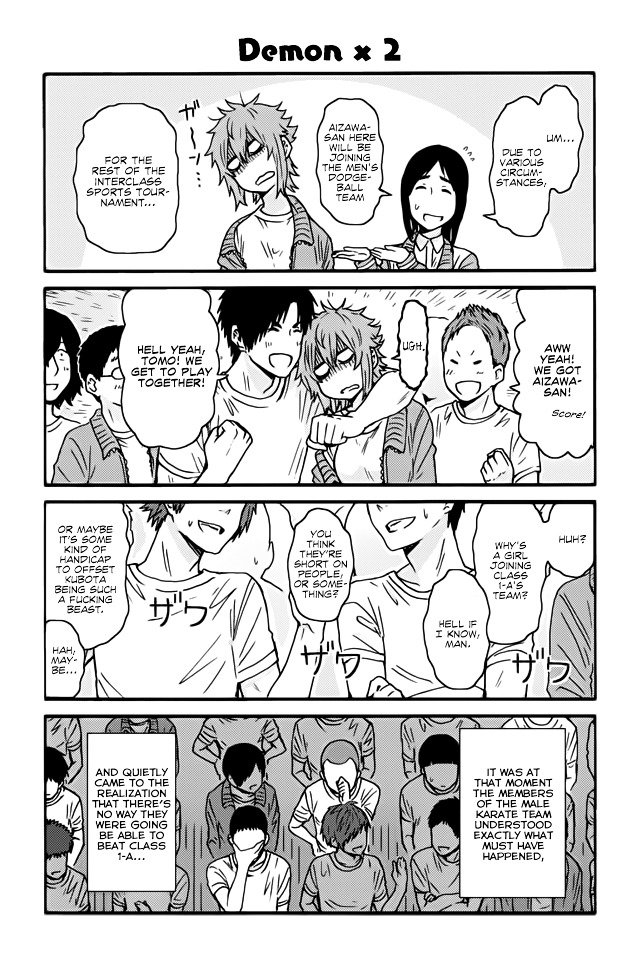 Demon x 2
UM...
DUE TO
VARIOUS
CIRCUM-
STANCES,
AIZAWA-
SAN HERE
WILL BE
JOINING
THE MEN'S
DODGE-
BALL
TEAM
ガーン…
FOR THE
REST OF THE
INTERCLASS
SPORTS TOUR-
NAMENT...
AWW
YEAH!
WE GOT
AIZAWA-
SAN!
Score!
UGH.
HELL YEAH,
TOMO! WE
GET TO PLAY
TOGETHER!
HUH?
WHY'S
A GIRL
JOINING
CLASS
1-A'S
TEAM?
HELL IF
I KNOW,
MAN.
YOU
THINK
THEY'RE
SHORT ON
PEOPLE,
OR SOME-
THING?
OR MAYBE
IT'S SOME
KIND OF
HANDICAP
TO OFFSET
KUBOTA
BEING SUCH
A FUCKING
BEAST.
HAH,
MAY-
BE...
ザワ
ザワ
ザワ
IT WAS AT
THAT MOMENT
THE MEMBERS
OF THE MALE
KARATE TEAM
UNDERSTOOD
EXACTLY WHAT
MUST HAVE
HAPPENED,
AND QUIETLY
CAME TO THE
REALIZATION
THAT THERE'S
NO WAY THEY
WERE GOING
BE ABLE TO
BEAT CLASS
1-A...